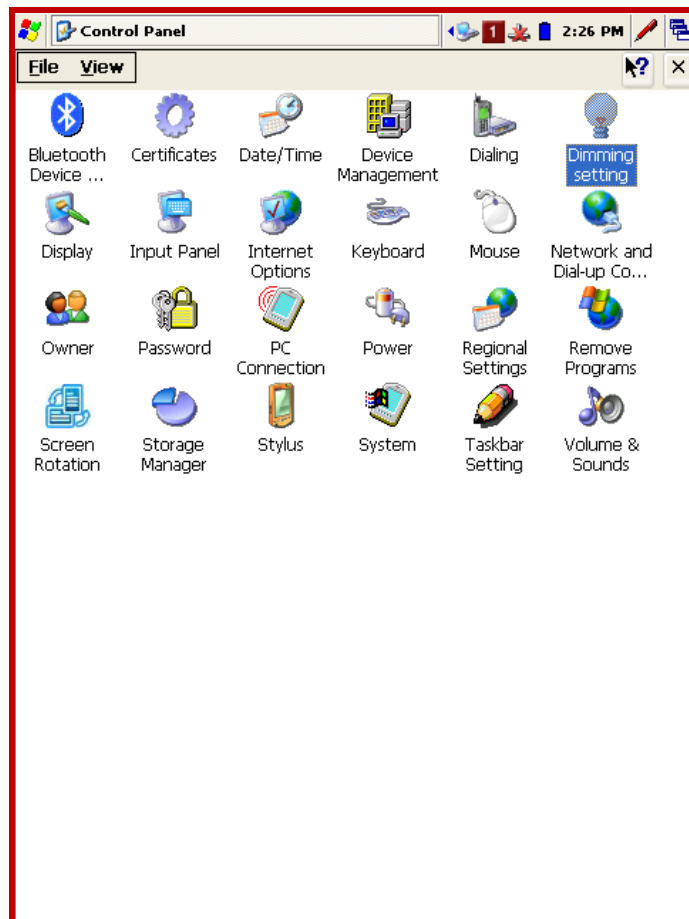 Control Panel
1
2:26 PM
File View
?
Bluetooth Device ...
Certificates
Date/Time
Device Management
Dialing
Dimming setting
Display
Input Panel
Internet Options
Keyboard
Mouse
Network and Dial-up Co...
Owner
Password
PC Connection
Power
Regional Settings
Remove Programs
Screen Rotation
Storage Manager
Stylus
System
Taskbar Setting
Volume & Sounds